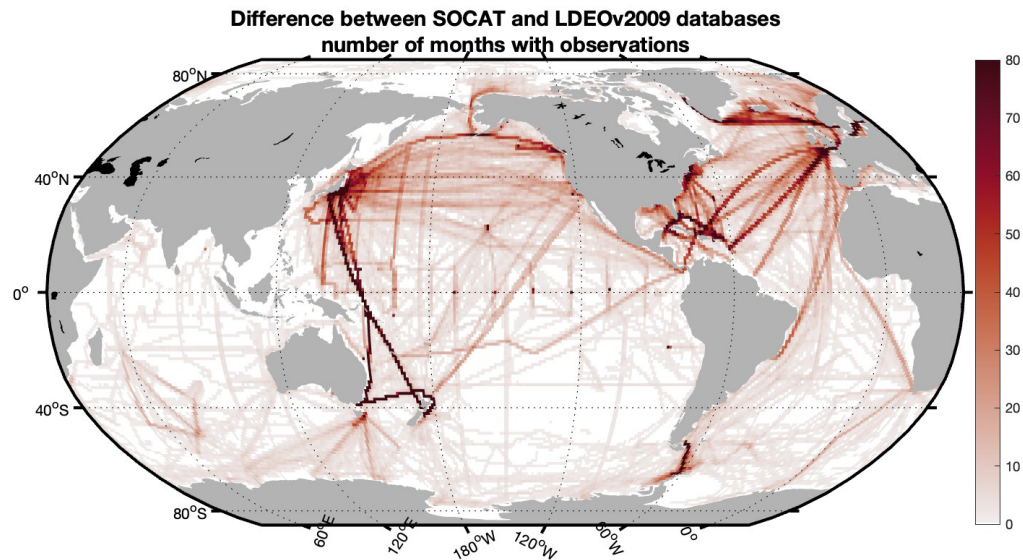 Difference between SOCAT and LDEOv2009 databases
number of months with observations
80°N
40°N
0°
40°S
80°S
60°E
120°E
180°W
120°W
60°W
0°
80
70
60
50
40
30
20
10
0